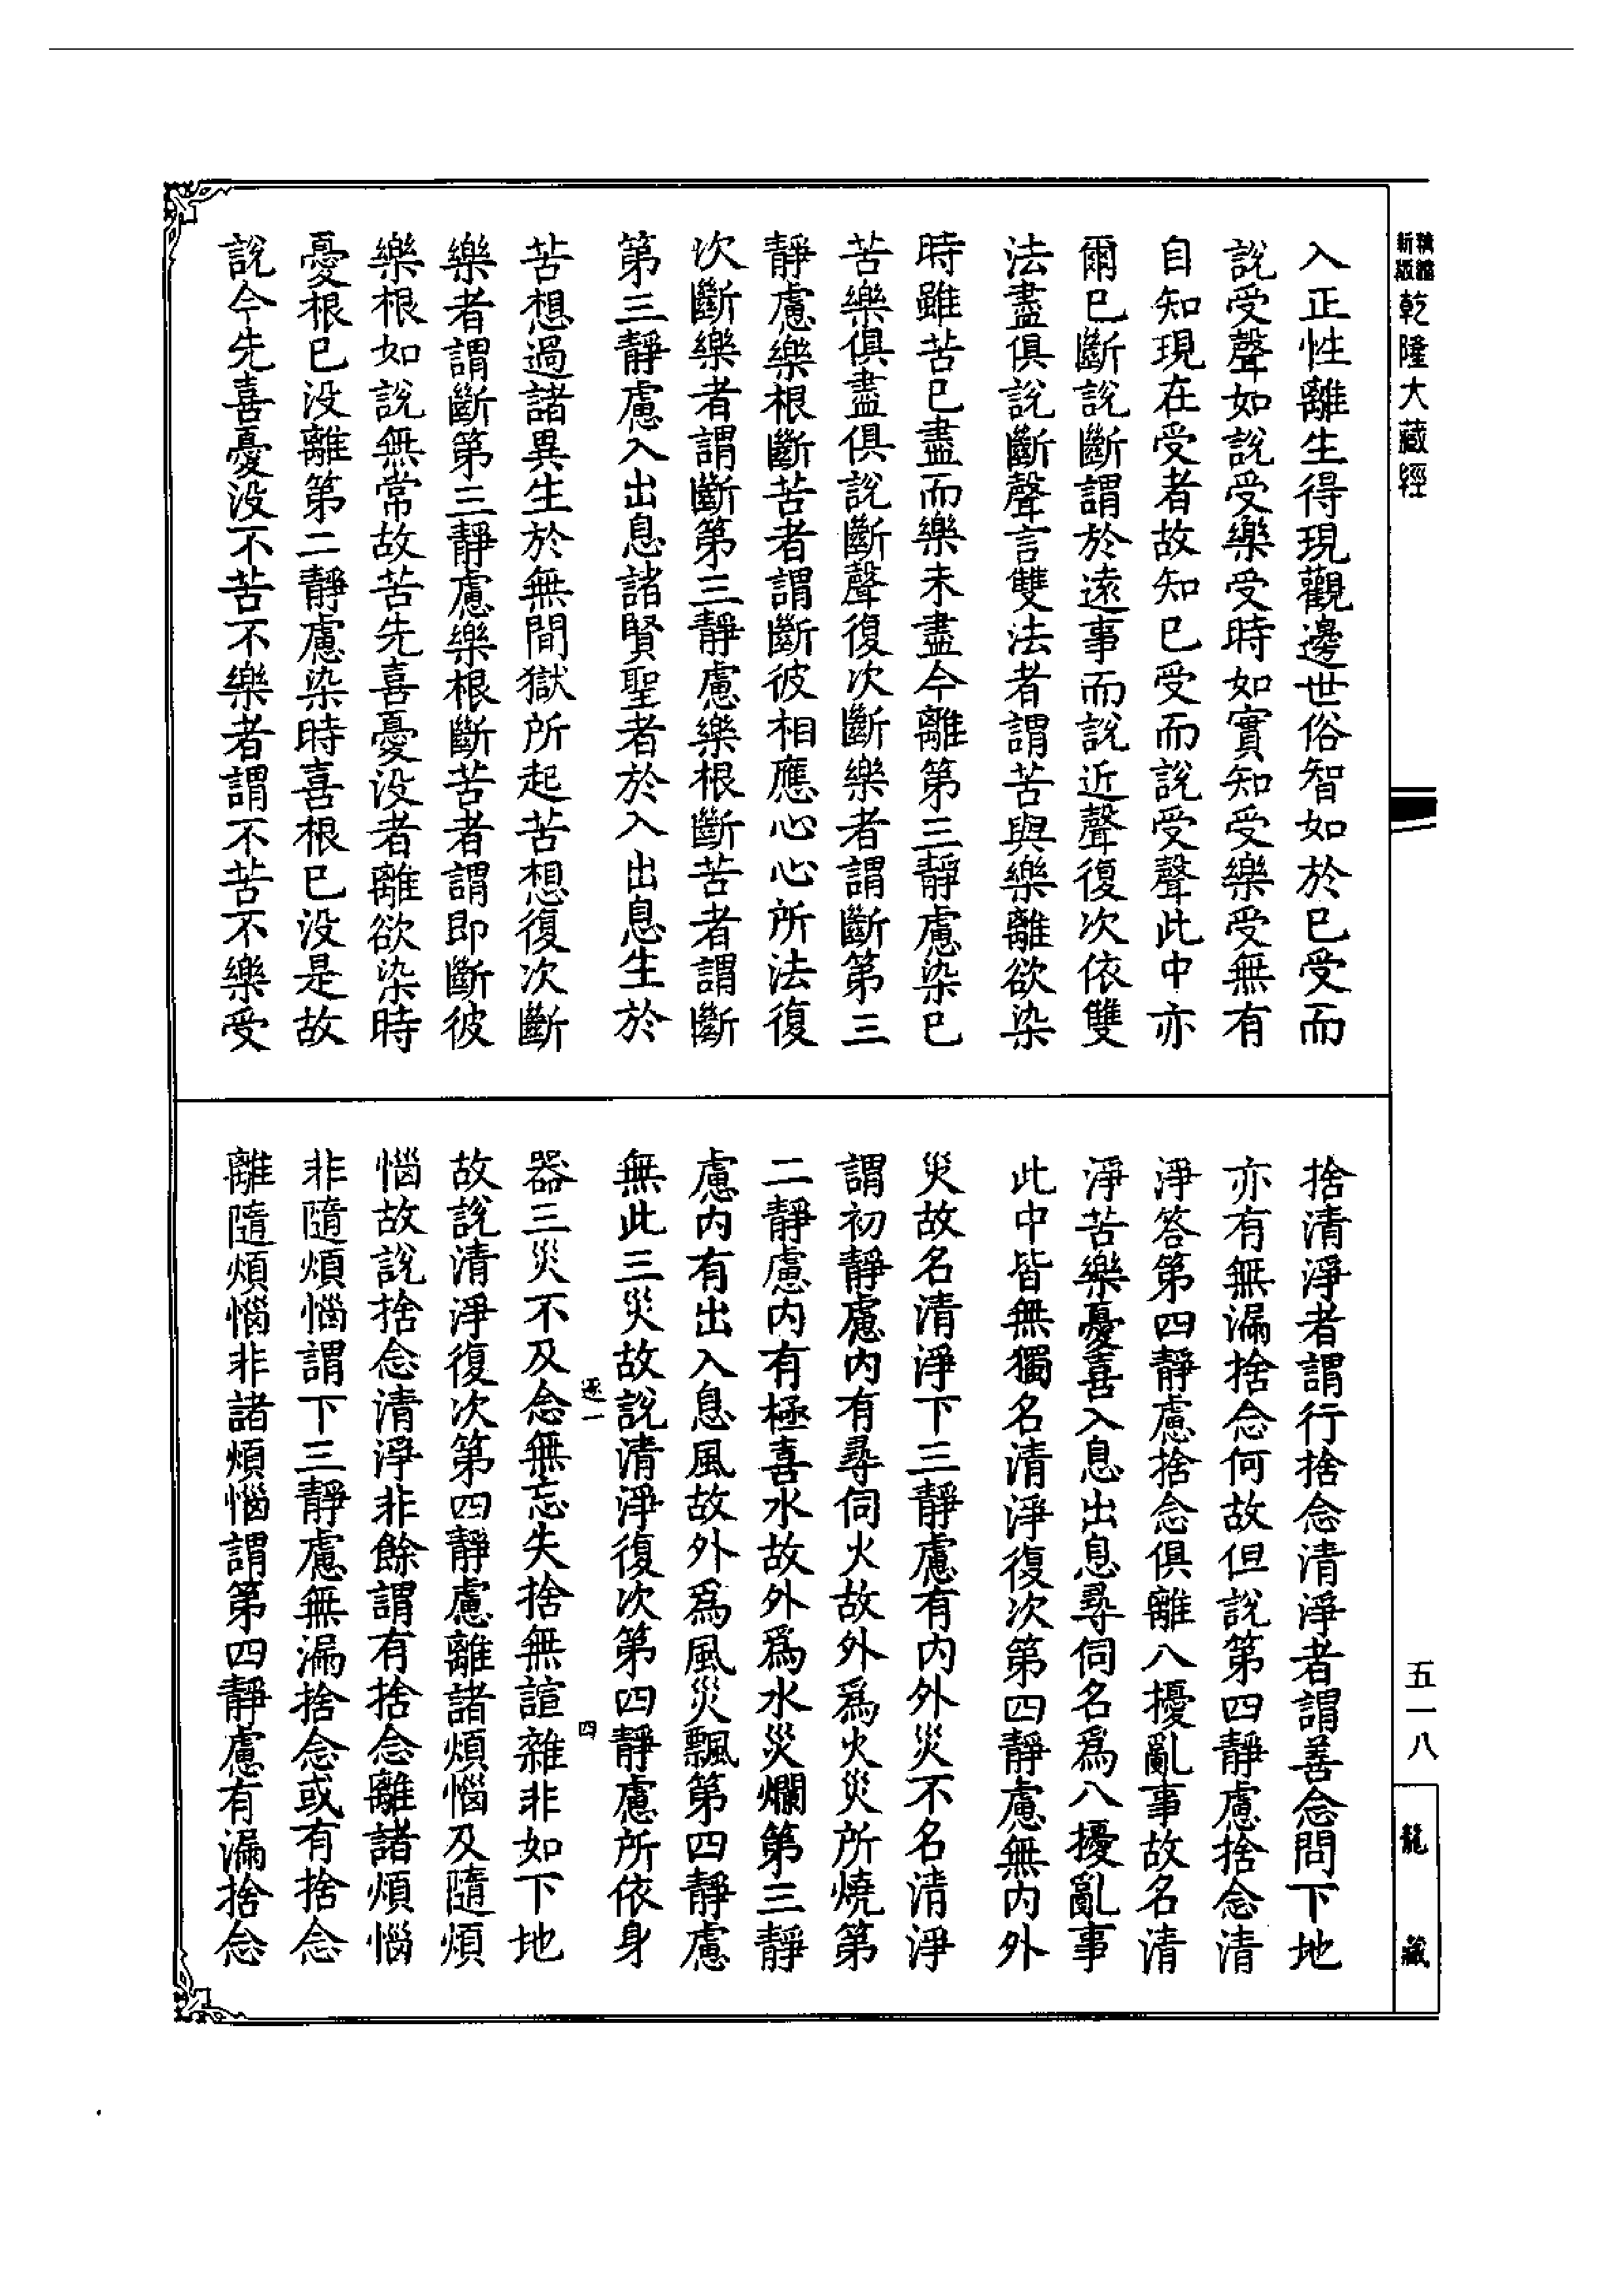 新版精縮乾隆大藏經
入正性離生得現觀邊世俗智如於已受而
說受聲如說受樂受時如實知受樂受無有
自知現在受者故知已受而說受聲此中亦
爾已斷說斷謂於遠事而說近聲復次依雙
法盡俱說斷聲言雙法者謂苦與樂離欲染
時雖苦已盡而樂未盡今離第三靜慮染已
苦樂俱盡俱說斷聲復次斷樂者謂斷第三
靜慮樂根斷苦者謂斷彼相應心心所法復
次斷樂者謂斷第三靜慮樂根斷苦者謂斷
第三靜慮入出息諸賢聖者於入出息生於
苦想過諸異生於無間獄所起苦想復次斷
樂者謂斷第三靜慮樂根斷苦者謂即斷彼
樂根如說無常故苦先喜憂没者離欲染時
憂根已没離第二靜慮染時喜根已没是故
說今先喜憂没不苦不樂者謂不苦不樂受
捨清淨者謂行捨念清淨者謂善念問下地
亦有無漏捨念何故但說第四靜慮捨念清
淨答第四靜慮捨念俱離八擾亂事故名清
淨苦樂憂喜入息出息尋伺名爲八擾亂事
此中皆無獨名清淨復次第四靜慮無内外
災故名清淨下三靜慮有内外災不名清淨
謂初靜慮内有尋伺火故外爲火災所燒第
二靜慮内有極喜水故外爲水災爛第三靜
慮内有出入息風故外爲風災飄第四靜慮
無此三災故說清淨復次第四靜慮所依身
逐一 四
器三災不及念無忘失捨無諠雜非如下地
故說清淨復次第四靜慮離諸煩惱及隨煩
惱故說捨念清淨非餘謂有捨念離諸煩惱
非隨煩惱謂下三靜慮無漏捨念或有捨念
離隨煩惱非諸煩惱謂第四靜慮有漏捨念
五一八
龍藏